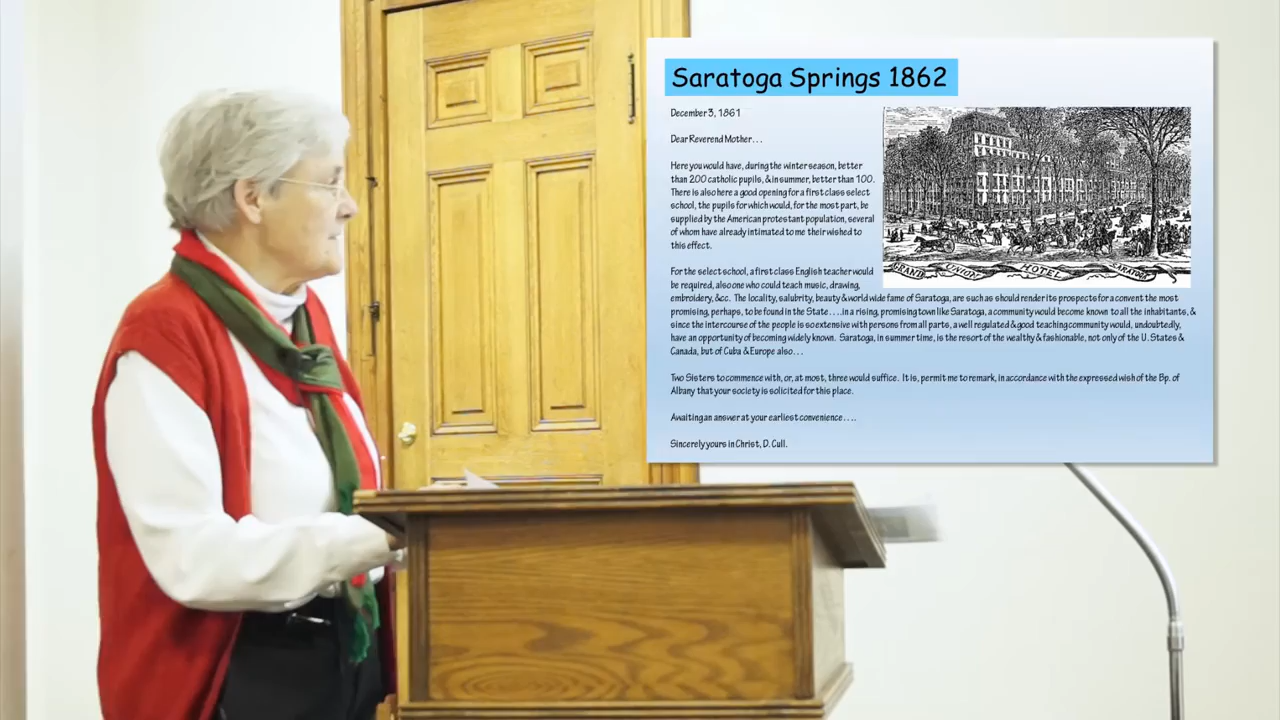 Saratoga Springs 1862
December 3, 1861
Dear Reverend Mother...
Here you would have, during the winter season, better
than 200 catholic pupils, & in summer, better than 100.
There is also here a good opening for a first class select
school, the pupils for which would, for the most part, be
supplied by the American protestant population, several
of whom have already intimated to me their wished to
this effect.
For the select school, a first class English teacher would
be required, also one who could teach music, drawing,
embroidery, &cc. The locality, salubrity, beauty & world wide fame of Saratoga, are such as should render its prospects for a convent the most
promising, perhaps, to be found in the State....in a rising, promising town like Saratoga, a community would become known to all the inhabitants, &
since the intercourse of the people is so extensive with persons from all parts, a well regulated & good teaching community would, undoubtedly,
have an opportunity of becoming widely known. Saratoga, in summer time, is the resort of the wealthy & fashionable, not only of the U. States &
Canada, but of Cuba & Europe also...
Two Sisters to commence with, or, at most, three would suffice. It is, permit me to remark, in accordance with the expressed wish of the Bp. of
Albany that your society is solicited for this place.
Awaiting an answer at your earliest convenience....
Sincerely yours in Christ, D. Cull.
GRAND UNION HOTEL SARATOGA